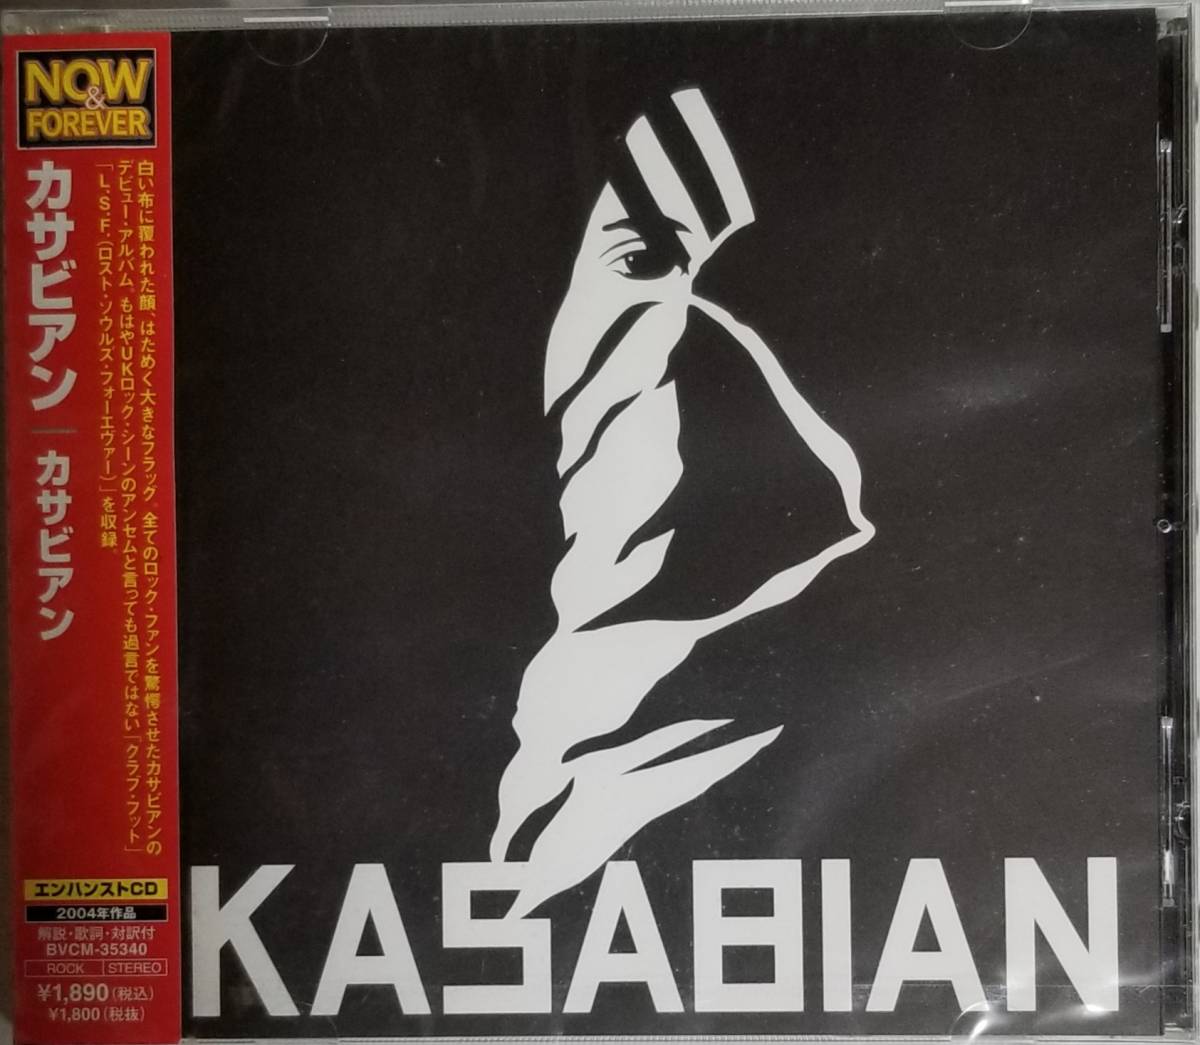 NOW
&
FOREVER
カサビアン｜カサビアン
白い布に覆われた顔、はためく大きなフラッグ。全てのロック・ファンを驚愕させたカサビアンの
デビュー・アルバム。もはやUKロック・シーンのアンセムと言っても過言ではない「クラブ・フット」
「L.S.F.（ロスト・ソウルズ・フォーエヴァー）」を収録。
エンハンストCD
2004年作品
解説・歌詞・対訳付
BVCM-35340
ROCK STEREO
¥1,890（税込）
¥1,800（税抜）
KASABIAN